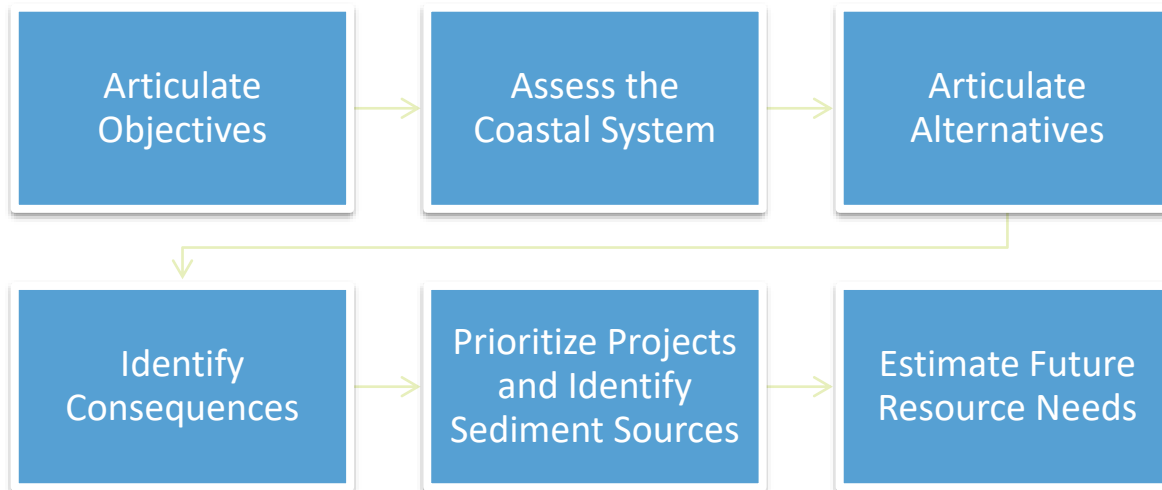 Articulate
Objectives
Assess the
Coastal System
Articulate
Alternatives
Identify
Consequences
Prioritize Projects
and Identify
Sediment Sources
Estimate Future
Resource Needs